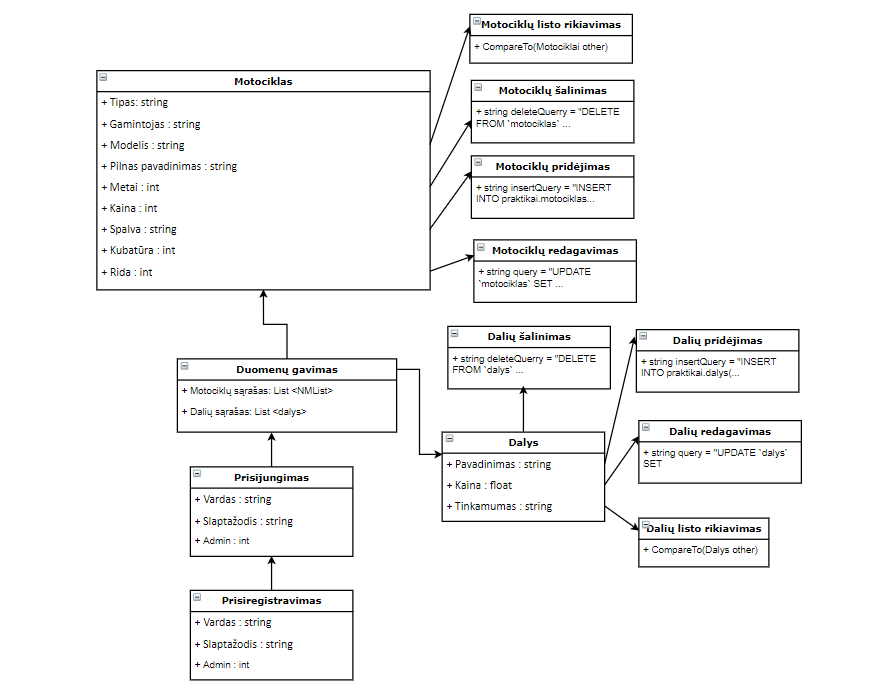 Motociklas
+ Tipas: string
+ Gamintojas : string
+ Modelis : string
+ Pilnas pavadinimas : string
+ Metai : int
+ Kaina : int
+ Spalva : string
+ Kubatūra : int
+ Rida : int
Motociklų listo rikiavimas
+ CompareTo(Motociklai other)
Motociklų šalinimas
+ string deleteQuerry = "DELETE
FROM `motociklas` ...
Motociklų pridėjimas
+ string insertQuery = "INSERT
INTO praktikai.motociklas...
Motociklų redagavimas
+ string query = "UPDATE
`motociklas` SET ...
Duomenų gavimas
+ Motociklų sąrašas: List <NMList>
+ Dalių sąrašas: List <dalys>
Prisijungimas
+ Vardas : string
+ Slaptažodis : string
+ Admin : int
Prisiregistravimas
+ Vardas : string
+ Slaptažodis : string
+ Admin : int
Dalių šalinimas
+ string deleteQuerry = "DELETE
FROM `dalys` ...
Dalys
+ Pavadinimas : string
+ Kaina : float
+ Tinkamumas : string
Dalių pridėjimas
+ string insertQuery = "INSERT
INTO praktikai.dalys(...
Dalių redagavimas
+ string query = "UPDATE `dalys`
SET
Dalių listo rikiavimas
+ CompareTo(Dalys other)